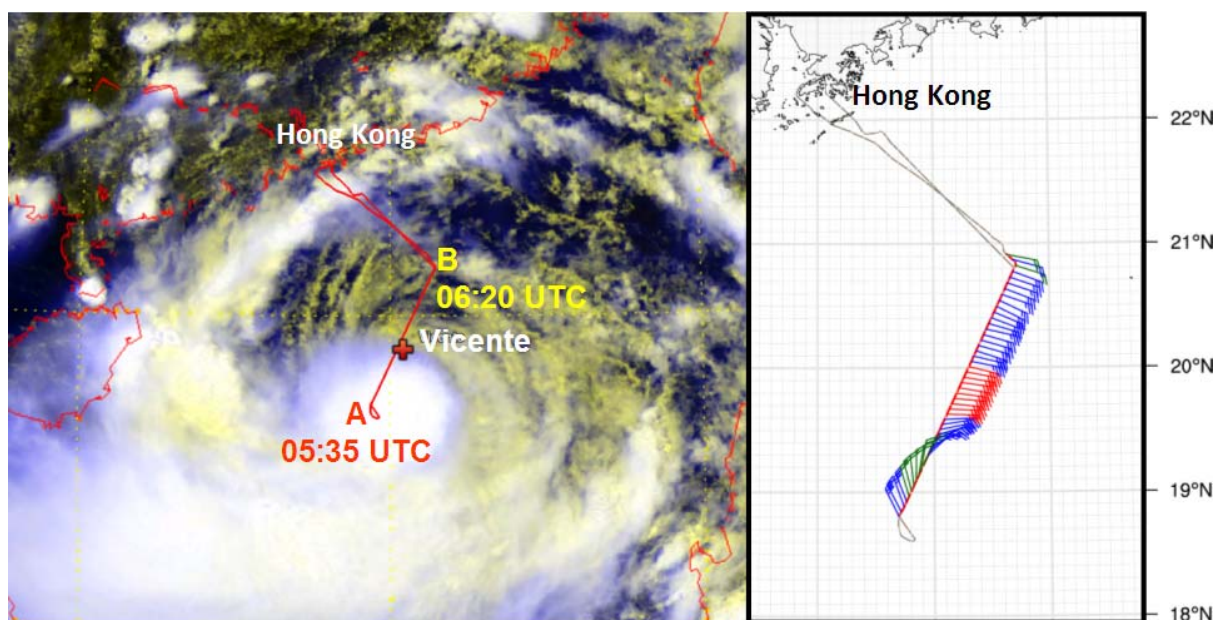 Hong Kong
B
06:20 UTC
Vicente
A
05:35 UTC
Hong Kong
22°N
21°N
20°N
19°N
18°N